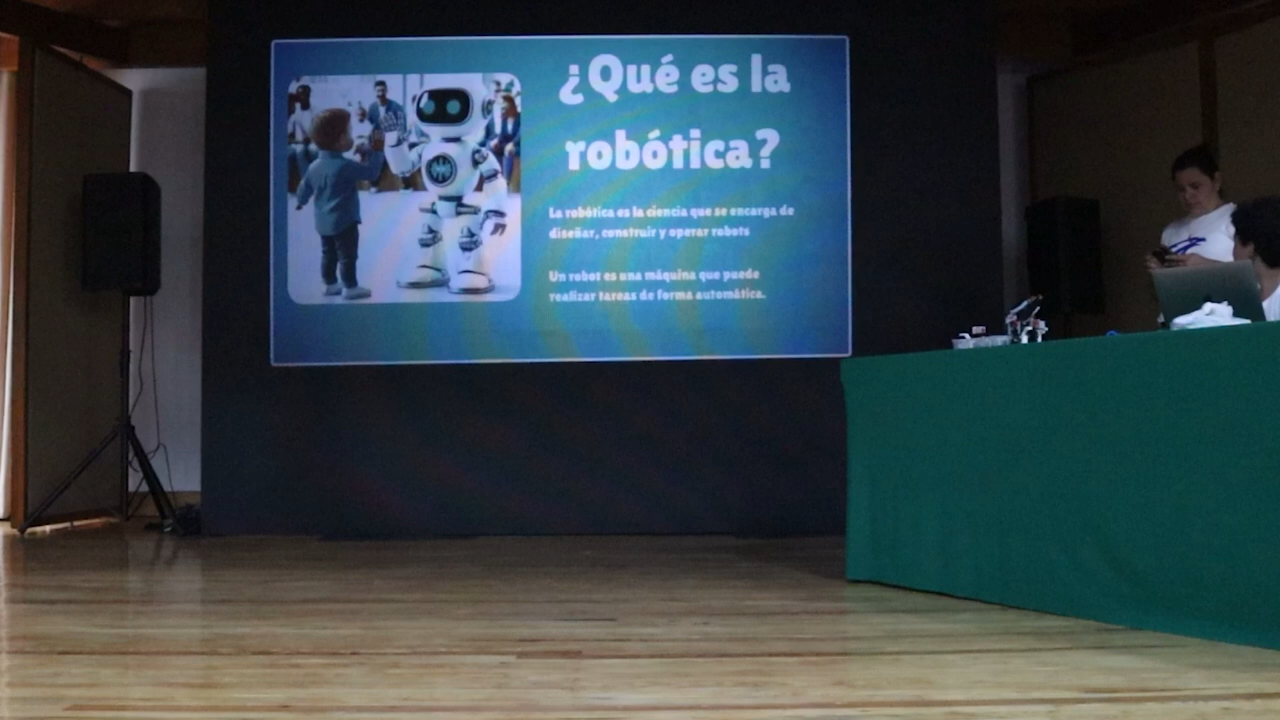 ¿Qué es la
robótica?
La robótica es la ciencia que se encarga de
diseñar, construir y operar robots
Un robot es una máquina que puede
realizar tareas de forma automática.